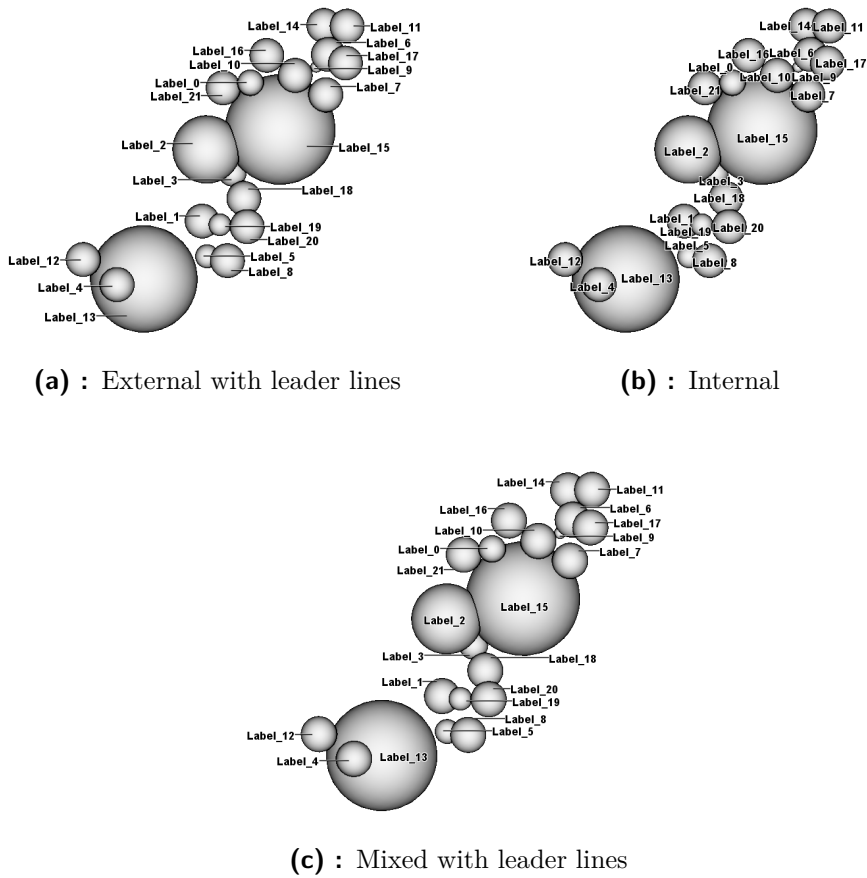 Label_14
Label_11
Label_6
Label_16
Label_17
Label_10
Label_9
Label_0
Label_7
Label_21
Label_2
Label_15
Label_3
Label_18
Label_1
Label_19
Label_20
Label_5
Label_12
Label_8
Label_4
Label_13
(a) : External with leader lines
Label_14
Label_11
Label_6
Label_16
Label_17
Label_0
Label_10
Label_9
Label_21
Label_7
Label_15
Label_2
Label_3
Label_18
Label_1
Label_20
Label_19
Label_5
Label_12
Label_8
Label_13
Label_4
(b) : Internal
Label_14
Label_11
Label_16
Label_6
Label_17
Label_10
Label_9
Label_0
Label_7
Label_21
Label_15
Label_2
Label_3
Label_18
Label_1
Label_20
Label_19
Label_8
Label_12
Label_5
Label_4
Label_13
(c) : Mixed with leader lines